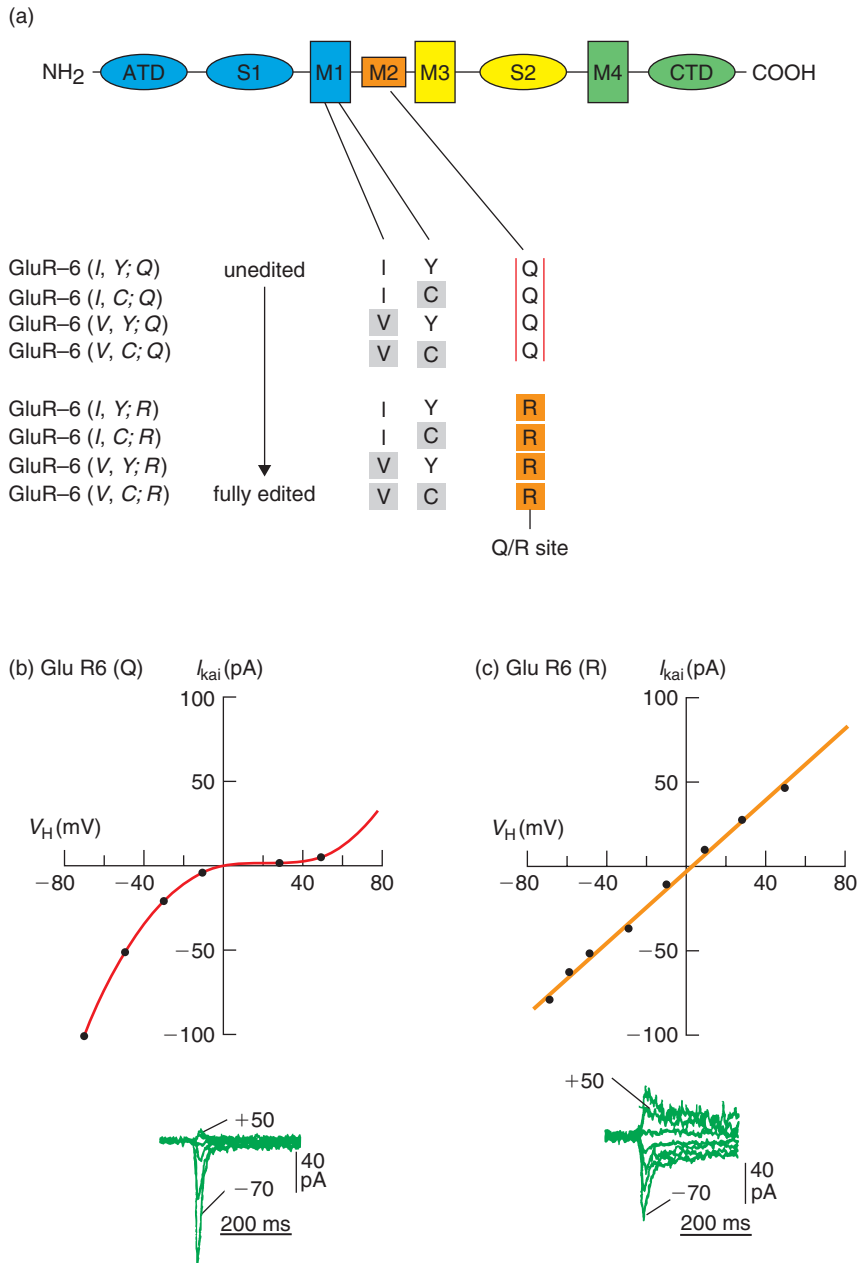 (a)
NH2 ATD S1 M1 M2 M3 S2 M4 CTD COOH
GluR–6 (I, Y; Q) unedited I Y Q
GluR–6 (I, C; Q) I C Q
GluR–6 (V, Y; Q) V Y Q
GluR–6 (V, C; Q) V C Q
GluR–6 (I, Y; R) I Y R
GluR–6 (I, C; R) I C R
GluR–6 (V, Y; R) V Y R
GluR–6 (V, C; R) fully edited V C R
Q/R site
(b) Glu R6 (Q)
Ikai (pA)
100
50
VH (mV)
−80 −40 40 80
−50
−100
+50
−70
40
pA
200 ms
(c) Glu R6 (R)
Ikai (pA)
100
50
VH (mV)
−80 −40 40 80
−50
−100
+50
−70
40
pA
200 ms